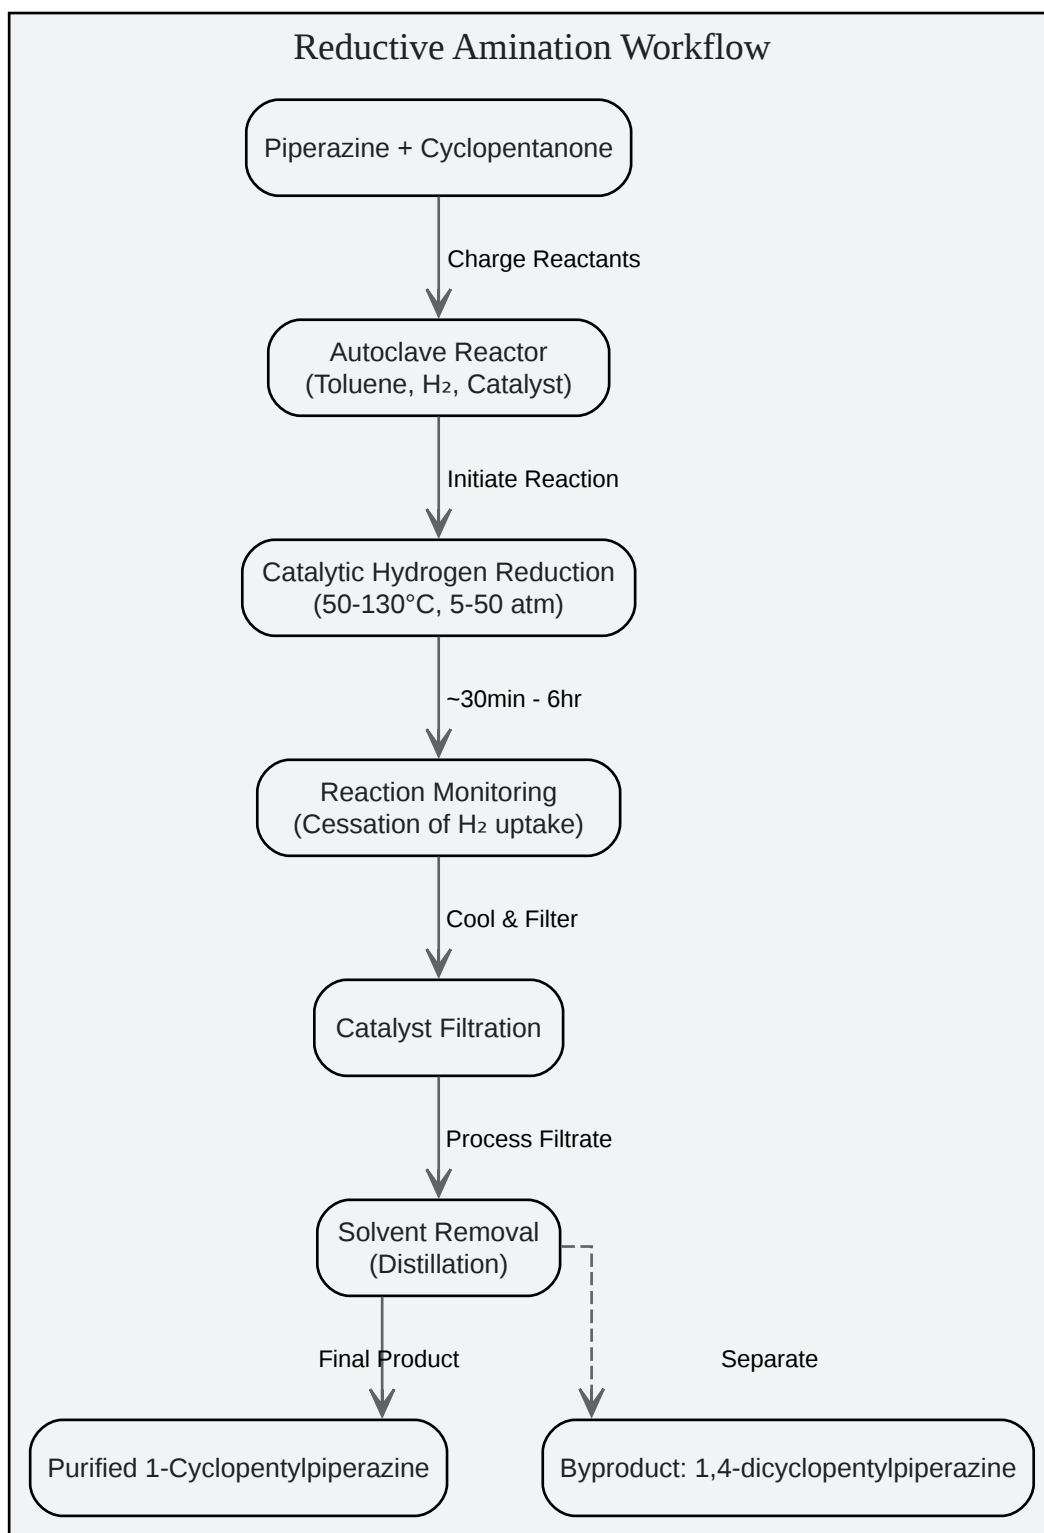 Reductive Amination Workflow
Piperazine + Cyclopentanone
Charge Reactants
Autoclave Reactor
(Toluene, H₂, Catalyst)
Initiate Reaction
Catalytic Hydrogen Reduction
(50-130°C, 5-50 atm)
~30min - 6hr
Reaction Monitoring
(Cessation of H₂ uptake)
Cool & Filter
Catalyst Filtration
Process Filtrate
Solvent Removal
(Distillation)
Final Product
Separate
Purified 1-Cyclopentylpiperazine
Byproduct: 1,4-dicyclopentylpiperazine